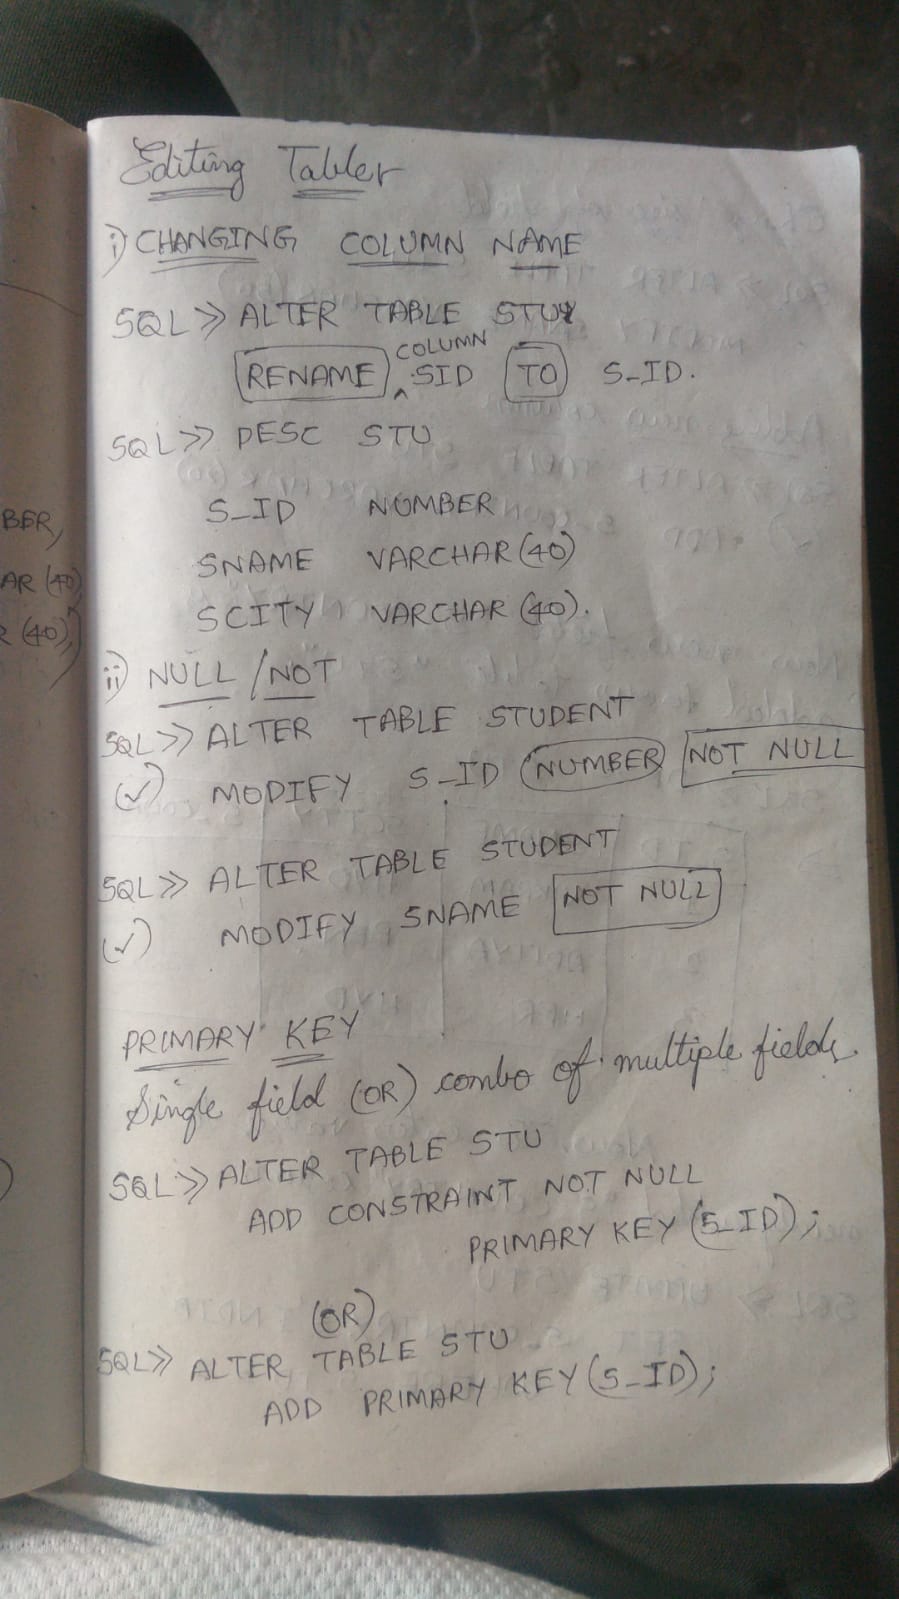 Editing Tables
i) CHANGING COLUMN NAME
SQL >> ALTER TABLE STU
COLUMN
RENAME ^ SID TO S_ID.
SQL >> DESC STU
S_ID NUMBER
SNAME VARCHAR (40)
SCITY VARCHAR (40).
ii) NULL / NOT
SQL >> ALTER TABLE STUDENT
(✓) MODIFY S_ID NUMBER NOT NULL
SQL >> ALTER TABLE STUDENT
(✓) MODIFY SNAME NOT NULL
PRIMARY KEY
Single field (OR) combo of multiple fields.
SQL >> ALTER TABLE STU
ADD CONSTRAINT NOT NULL
PRIMARY KEY (S_ID);
(OR)
SQL >> ALTER TABLE STU
ADD PRIMARY KEY (S_ID);
BER,
AR (40)
R (40),